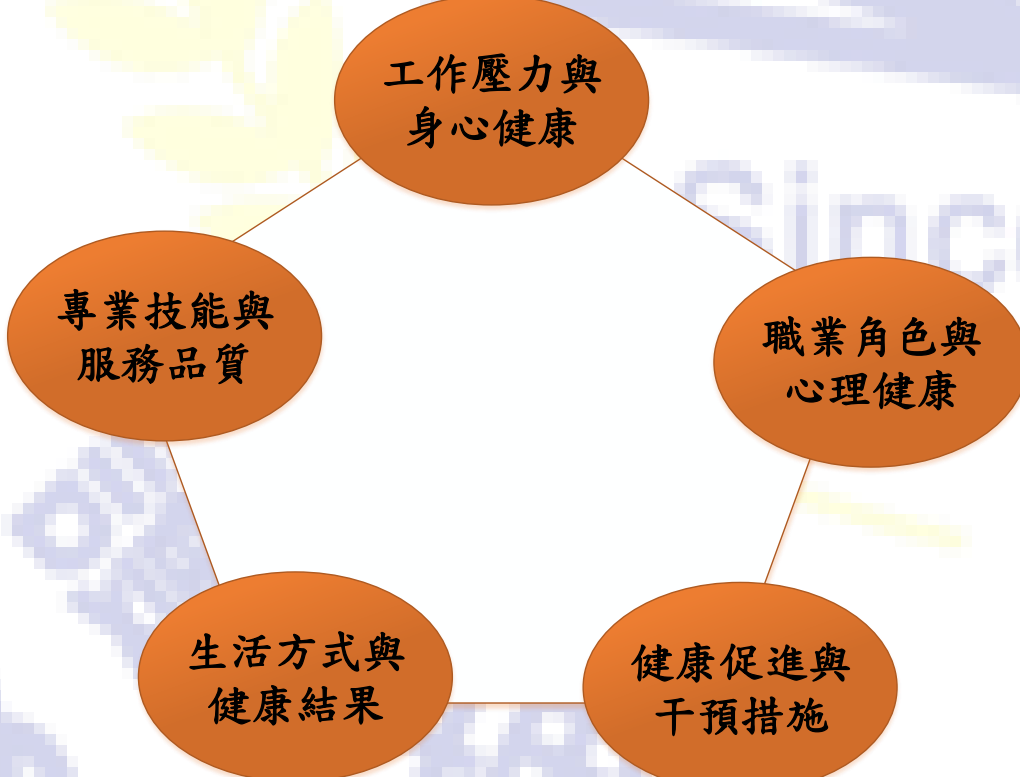 工作壓力與
身心健康
專業技能與
服務品質
職業角色與
心理健康
生活方式與
健康結果
健康促進與
干預措施
Sinc